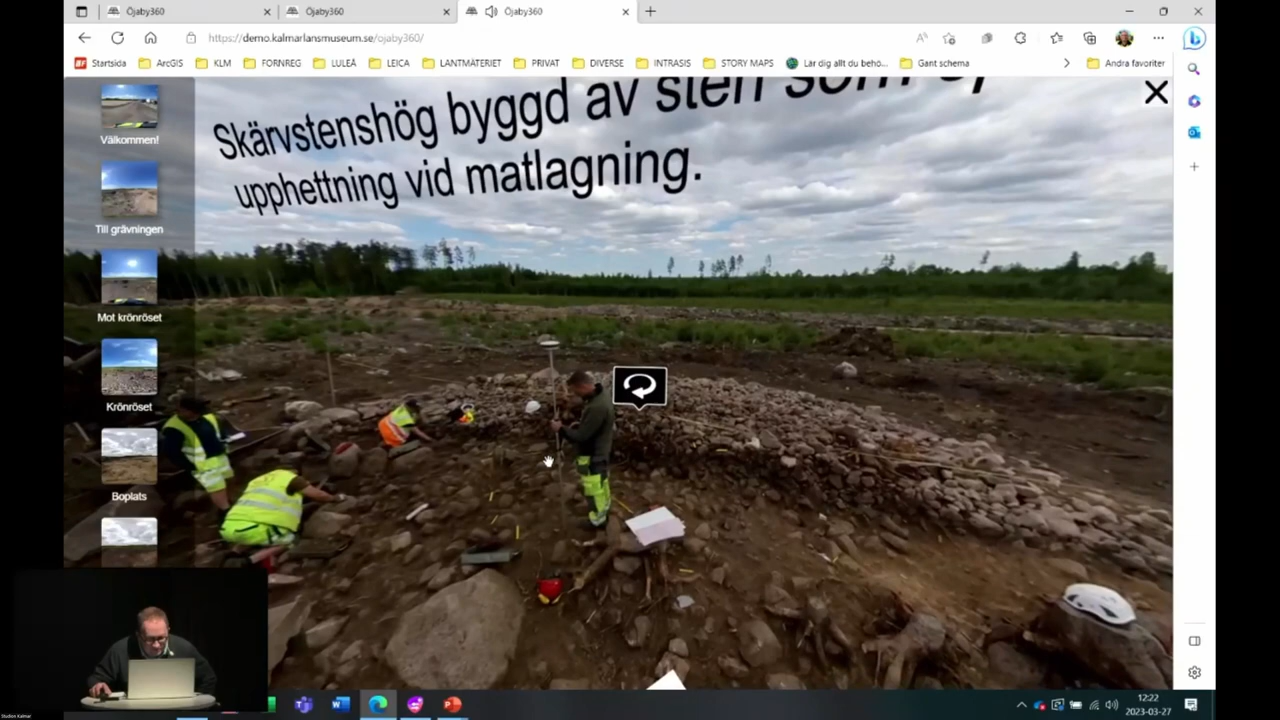 Öjaby360
Öjaby360
Öjaby360
https://demo.kalmarlansmuseum.se/ojaby360/
Startsida
ArcGIS
KLM
FORNREG
LULEÅ
LEICA
LANTMÄTERIET
PRIVAT
DIVERSE
INTRASIS
STORY MAPS
Lär dig allt du behö...
Gant schema
Andra favoriter
Skärvstenshög byggd av sten som
upphettning vid matlagning.
Välkommen!
Till grävningen
Mot krönröset
Krönröset
Boplats
12:22
2023-03-27
Studion Kalmar